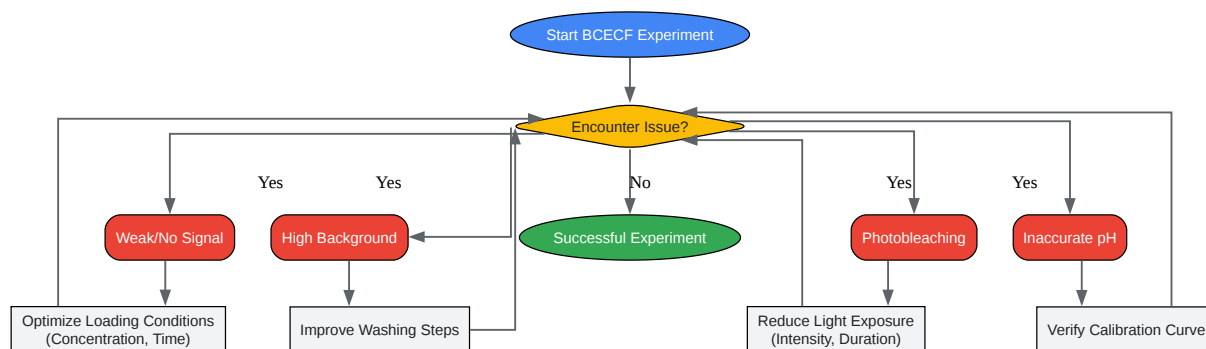 Start BCECF Experiment
Encounter Issue?
Yes
Yes
No
Yes
Yes
Weak/No Signal
High Background
Successful Experiment
Photobleaching
Inaccurate pH
Optimize Loading Conditions
(Concentration, Time)
Improve Washing Steps
Reduce Light Exposure
(Intensity, Duration)
Verify Calibration Curve